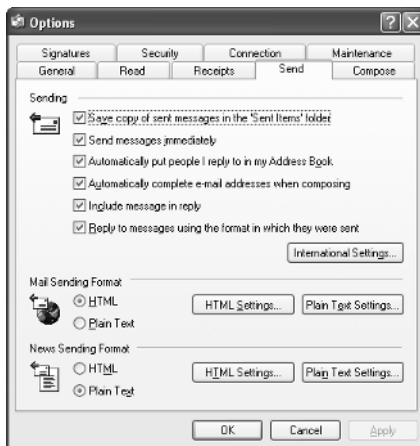 Options
Signatures Security Connection Maintenance
General Read Receipts Send Compose
Sending
Save copy of sent messages in the 'Sent Items' folder
Send messages immediately
Automatically put people I reply to in my Address Book
Automatically complete e-mail addresses when composing
Include message in reply
Reply to messages using the format in which they were sent
International Settings...
Mail Sending Format
HTML HTML Settings... Plain Text Settings...
Plain Text
News Sending Format
HTML HTML Settings... Plain Text Settings...
Plain Text
OK Cancel Apply